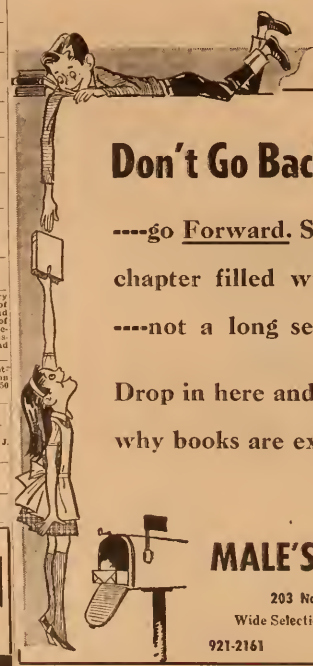 Don't Go Bac
----go Forward. S
chapter filled w
----not a long se
Drop in here and
why books are ex
MALE'S
203 No
Wide Selecti
921-2161